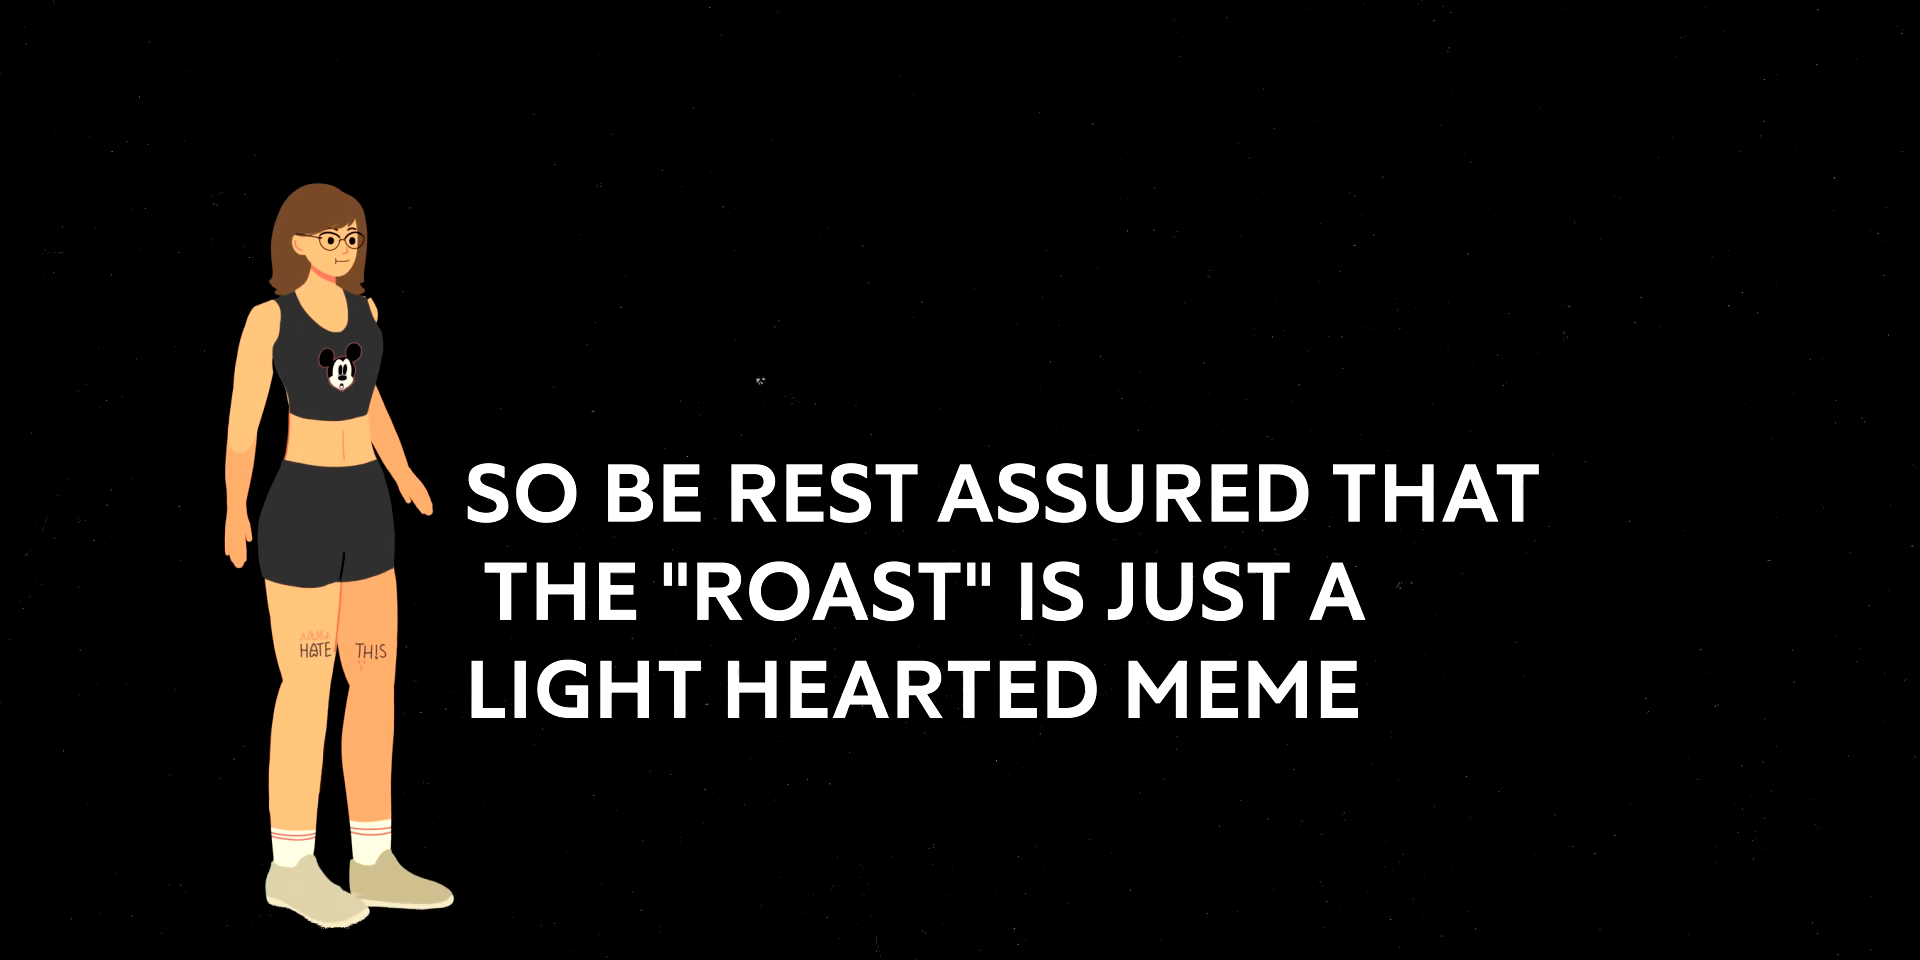 SO BE REST ASSURED THAT
THE "ROAST" IS JUST A
LIGHT HEARTED MEME
HATE THIS